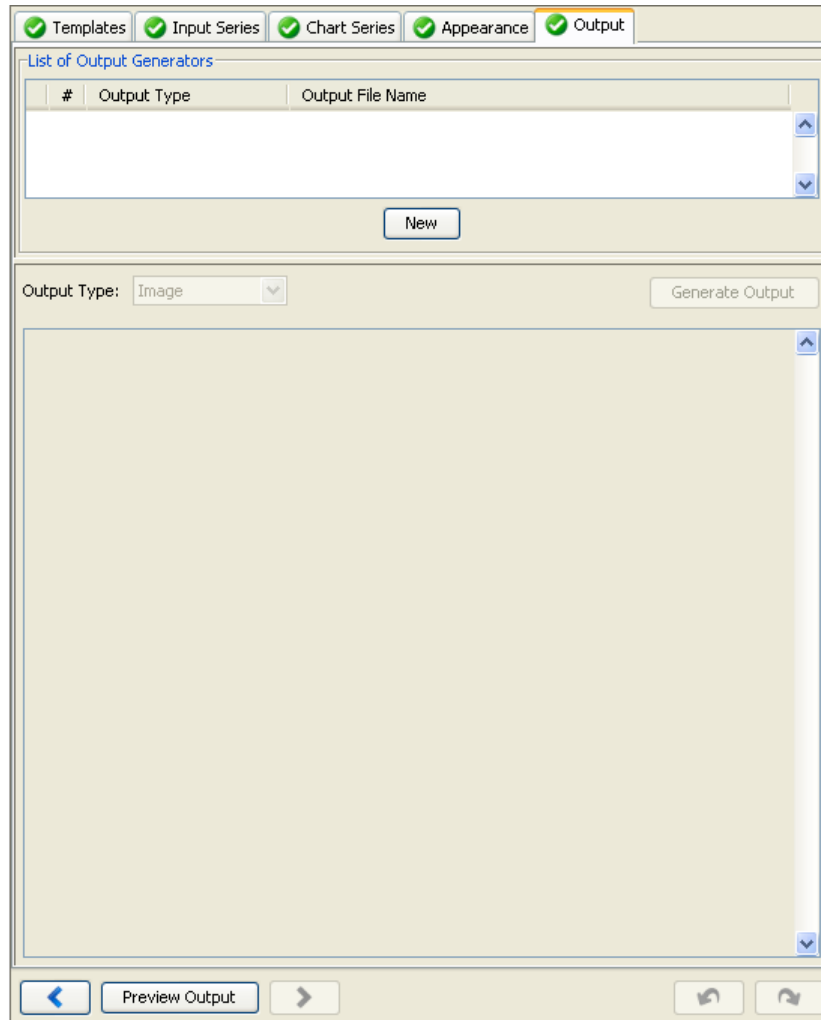 Templates Input Series Chart Series Appearance Output
List of Output Generators
# Output Type Output File Name
New
Output Type: Image Generate Output
Preview Output